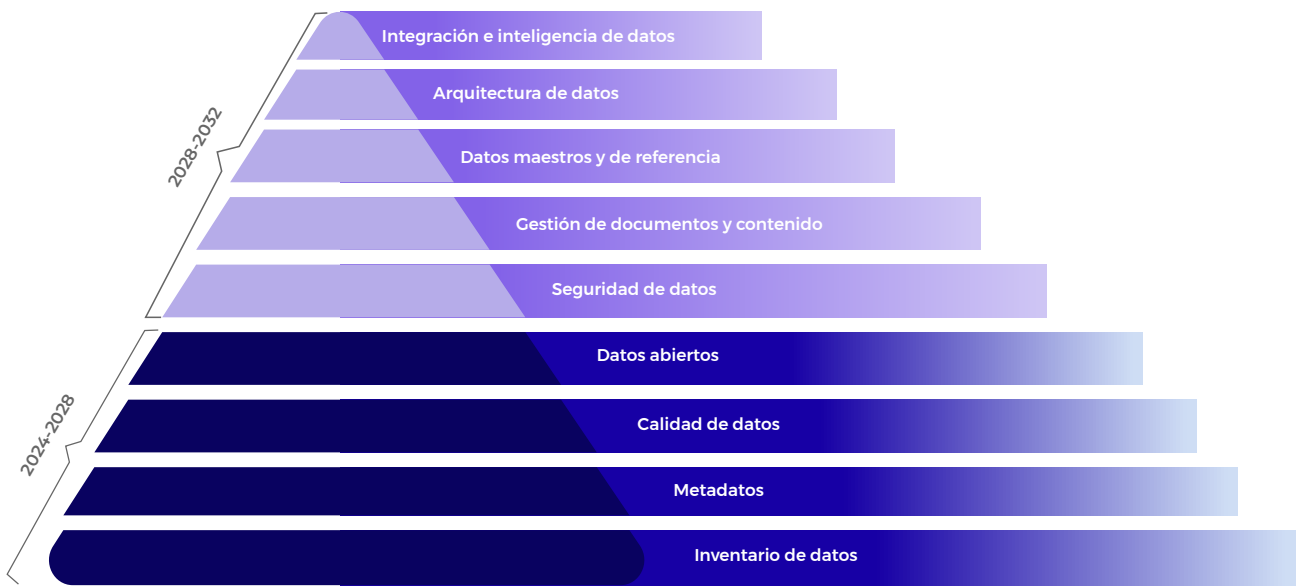 Integración e inteligencia de datos
Arquitectura de datos
2028-2032
Datos maestros y de referencia
Gestión de documentos y contenido
Seguridad de datos
Datos abiertos
2024-2028
Calidad de datos
Metadatos
Inventario de datos